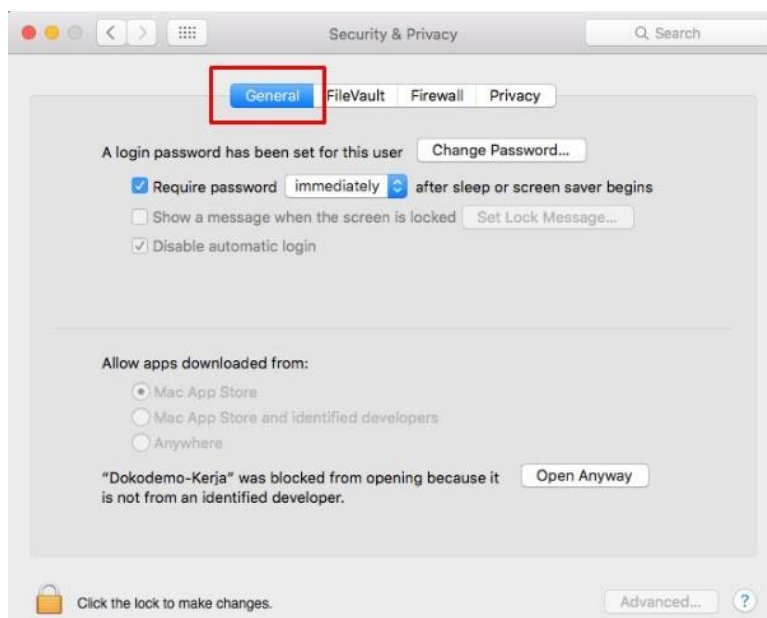 Security & Privacy
Search
General FileVault Firewall Privacy
A login password has been set for this user Change Password...
Require password immediately after sleep or screen saver begins
Show a message when the screen is locked Set Lock Message...
Disable automatic login
Allow apps downloaded from:
Mac App Store
Mac App Store and identified developers
Anywhere
"Dokodemo-Kerja" was blocked from opening because it
is not from an identified developer.
Open Anyway
Click the lock to make changes.
Advanced... ?